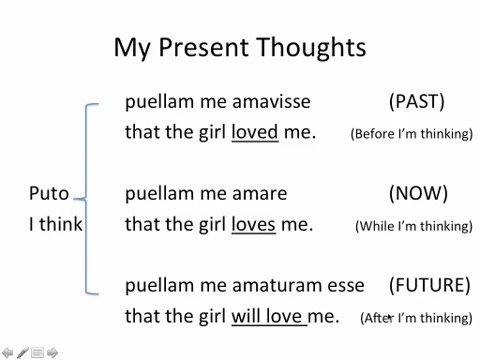 My Present Thoughts
puellam me amavisse (PAST)
that the girl loved me. (Before I'm thinking)
Puto puellam me amare (NOW)
I think that the girl loves me. (While I'm thinking)
puellam me amaturam esse (FUTURE)
that the girl will love me. (After I'm thinking)